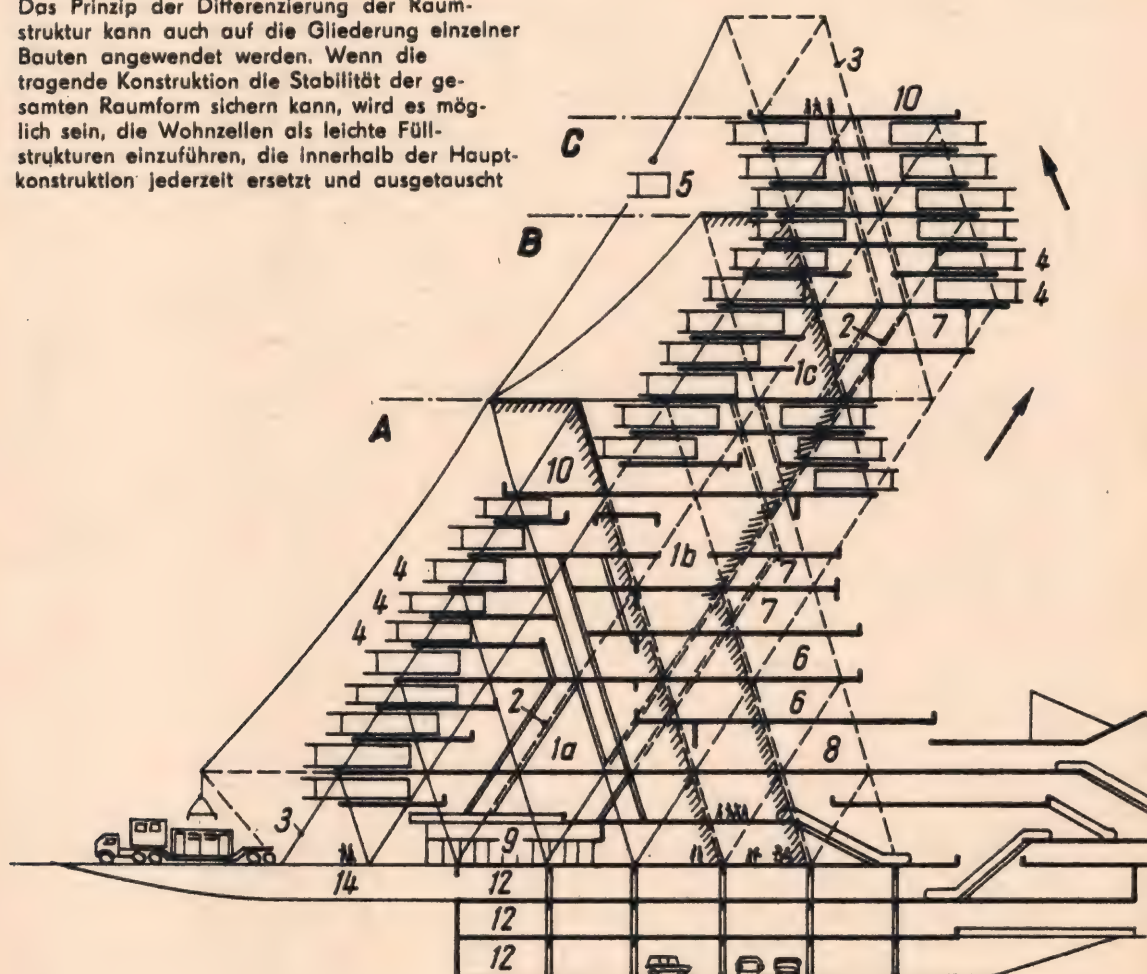 Das Prinzip der Differenzierung der Raum-
struktur kann auch auf die Gliederung einzelner
Bauten angewendet werden. Wenn die
tragende Konstruktion die Stabilität der ge-
samten Raumform sichern kann, wird es mög-
lich sein, die Wohnzellen als leichte Füll-
strukturen einzuführen, die innerhalb der Haupt-
konstruktion jederzeit ersetzt und ausgetauscht
3
10
C
5
B
4
4
2
7
1c
A
10
1b
7
4
7
4
4
6
2
6
1a
8
3
9
14
12
12
12